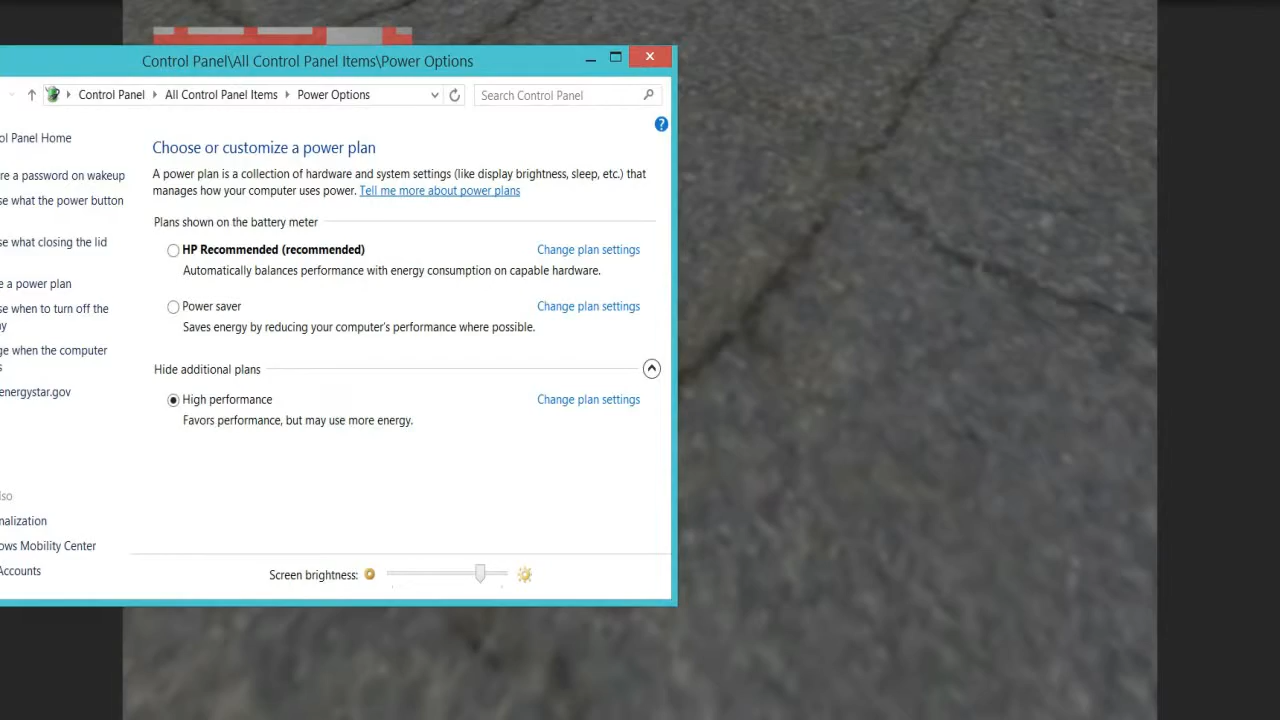 Control Panel\All Control Panel Items\Power Options
Control Panel All Control Panel Items Power Options
Search Control Panel
?
ol Panel Home
re a password on wakeup
se what the power button
se what closing the lid
e a power plan
se when to turn off the
ay
ge when the computer
s
energystar.gov
lso
nalization
ows Mobility Center
Accounts
Choose or customize a power plan
A power plan is a collection of hardware and system settings (like display brightness, sleep, etc.) that
manages how your computer uses power. Tell me more about power plans
Plans shown on the battery meter
HP Recommended (recommended) Change plan settings
Automatically balances performance with energy consumption on capable hardware.
Power saver Change plan settings
Saves energy by reducing your computer's performance where possible.
Hide additional plans
High performance Change plan settings
Favors performance, but may use more energy.
Screen brightness: